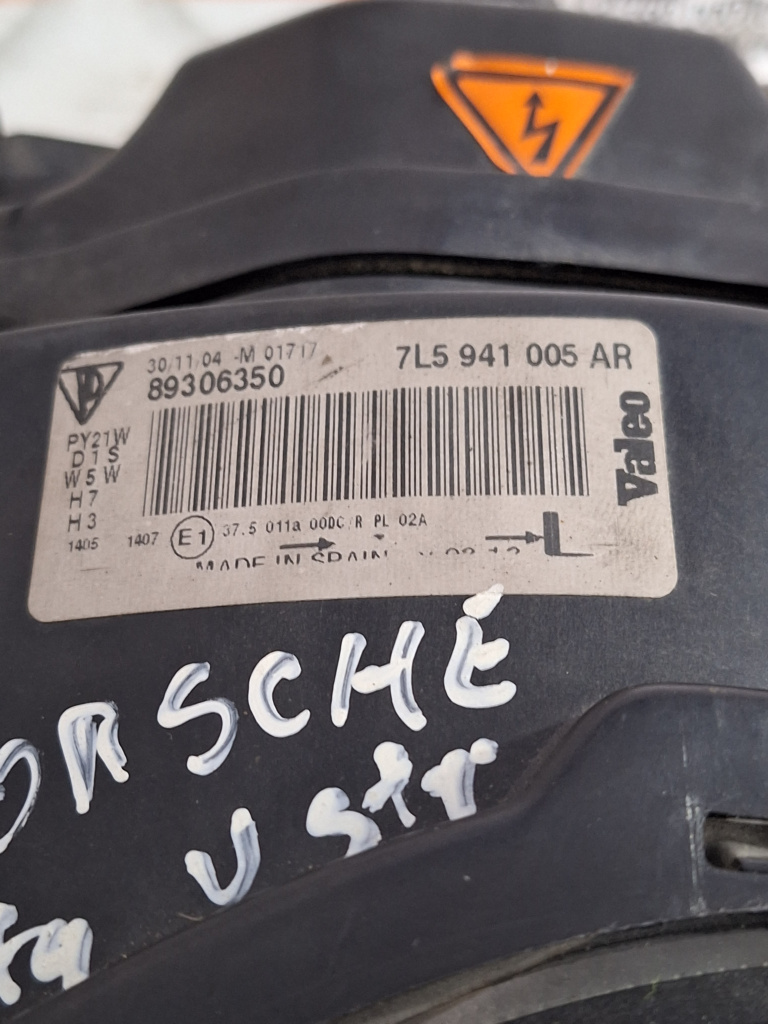 30/11/04 -M 01717
89306350
7L5 941 005 AR
Valeo
PY21W
D1S
W5W
H7
H3
1405 1407 E1 37.5 011a 00DC/R PL 02A
MADE IN SPAIN
L
ORSCHÉ
V str